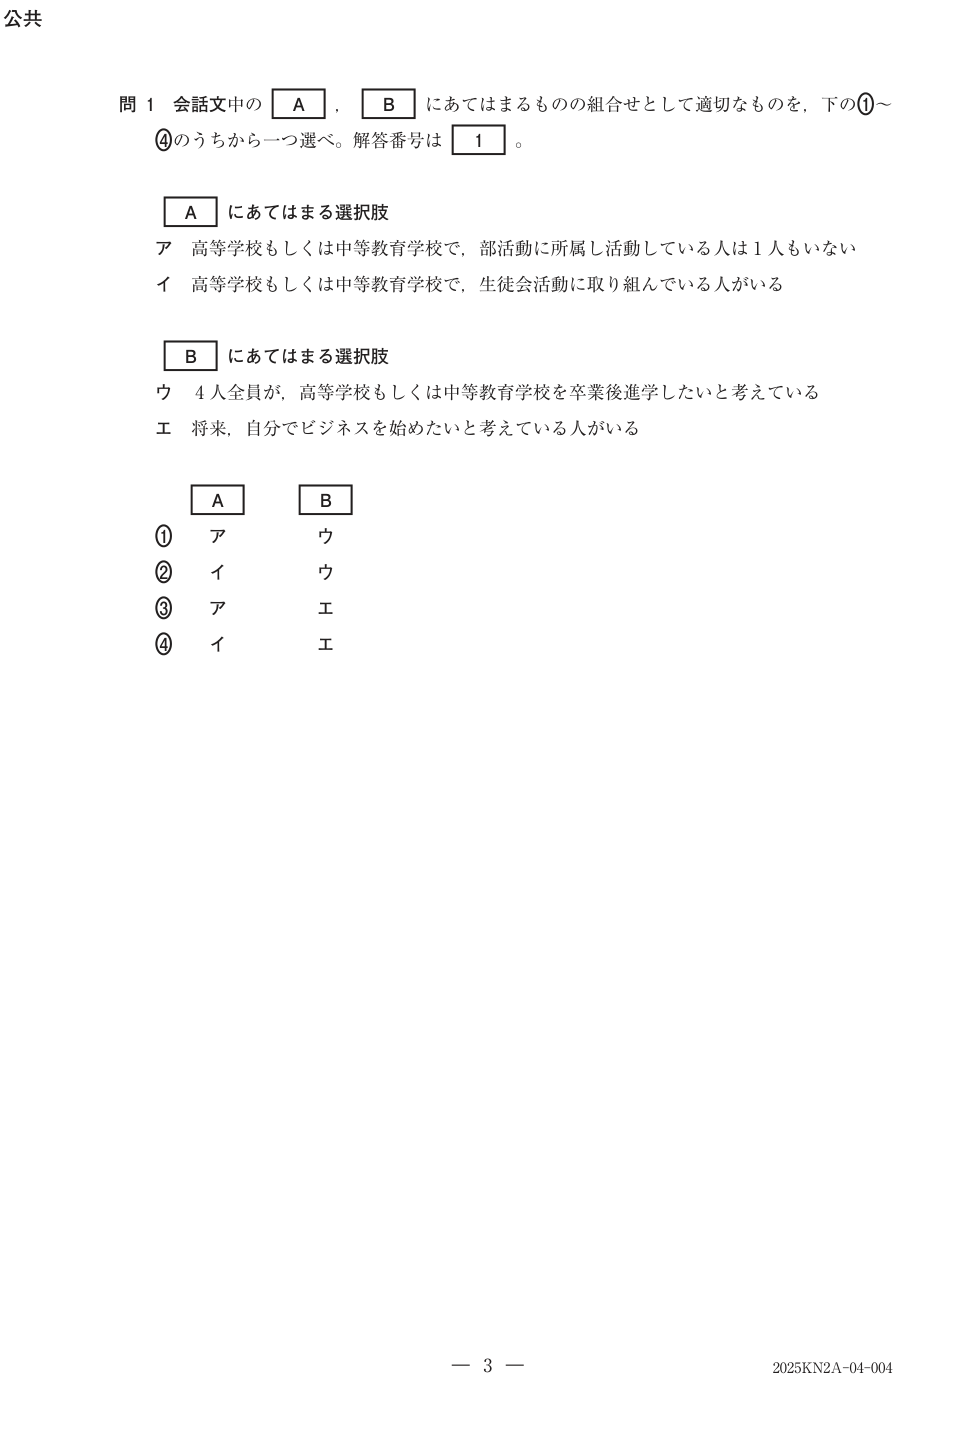 公共
問 1 会話文中の A ， B にあてはまるものの組合せとして適切なものを，下の①～
④のうちから一つ選べ。解答番号は 1 。
A にあてはまる選択肢
ア 高等学校もしくは中等教育学校で，部活動に所属し活動している人は1人もいない
イ 高等学校もしくは中等教育学校で，生徒会活動に取り組んでいる人がいる
B にあてはまる選択肢
ウ 4人全員が，高等学校もしくは中等教育学校を卒業後進学したいと考えている
エ 将来，自分でビジネスを始めたいと考えている人がいる
A B
① ア ウ
② イ ウ
③ ア エ
④ イ エ
― 3 ―
2025KN2A-04-004